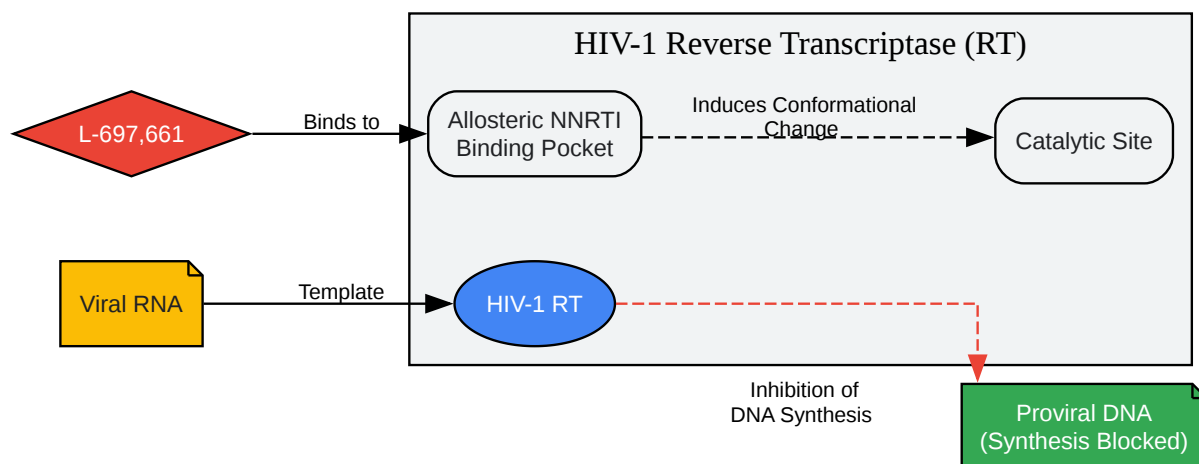 HIV-1 Reverse Transcriptase (RT)
L-697,661
Binds to
Allosteric NNRTI
Binding Pocket
Induces Conformational
Change
Catalytic Site
Viral RNA
Template
HIV-1 RT
Inhibition of
DNA Synthesis
Proviral DNA
(Synthesis Blocked)